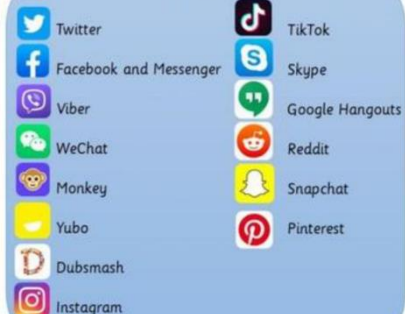 Twitter
Facebook and Messenger
Viber
WeChat
Monkey
Yubo
Dubsmash
Instagram
TikTok
Skype
Google Hangouts
Reddit
Snapchat
Pinterest